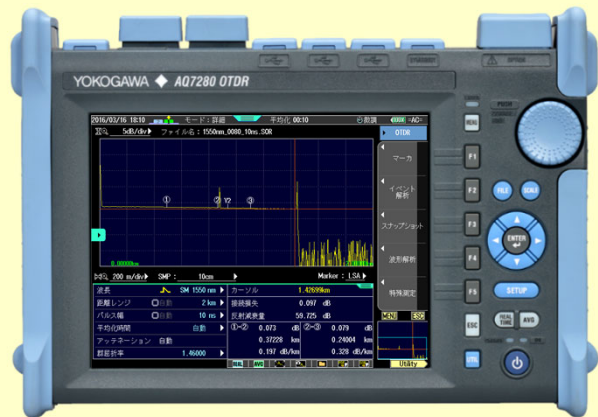 YOKOGAWA ◆ AQ7280 OTDR
2016/03/16 18:10 モード:詳細 平均化 00:10
5dB/div ファイル名:1550nm_0080_10ns.SOR OTDR
マーカ
イベント
解析
スナップショット
波形解析
特殊測定
① ② Y2 ③
0.00000km
200 m/div SMP: 10cm Marker: LSA
波長 SM 1550 nm カーソル 1.42699km
距離レンジ 自動 2 km 接続損失 0.097 dB
パルス幅 自動 10 ns 反射減衰量 59.725 dB
平均化時間 自動 ①-② 0.073 dB ②-③ 0.079 dB
アッテネーション 自動 0.37228 km 0.24004 km
群屈折率 1.46000 0.197 dB/km 0.328 dB/km
MENU ESC
REAL AVG Utility
MENU
F1
F2
F3
F4
F5
ESC
UTIL
FILE SCALE
ENTER
SETUP
REAL TIME AVG